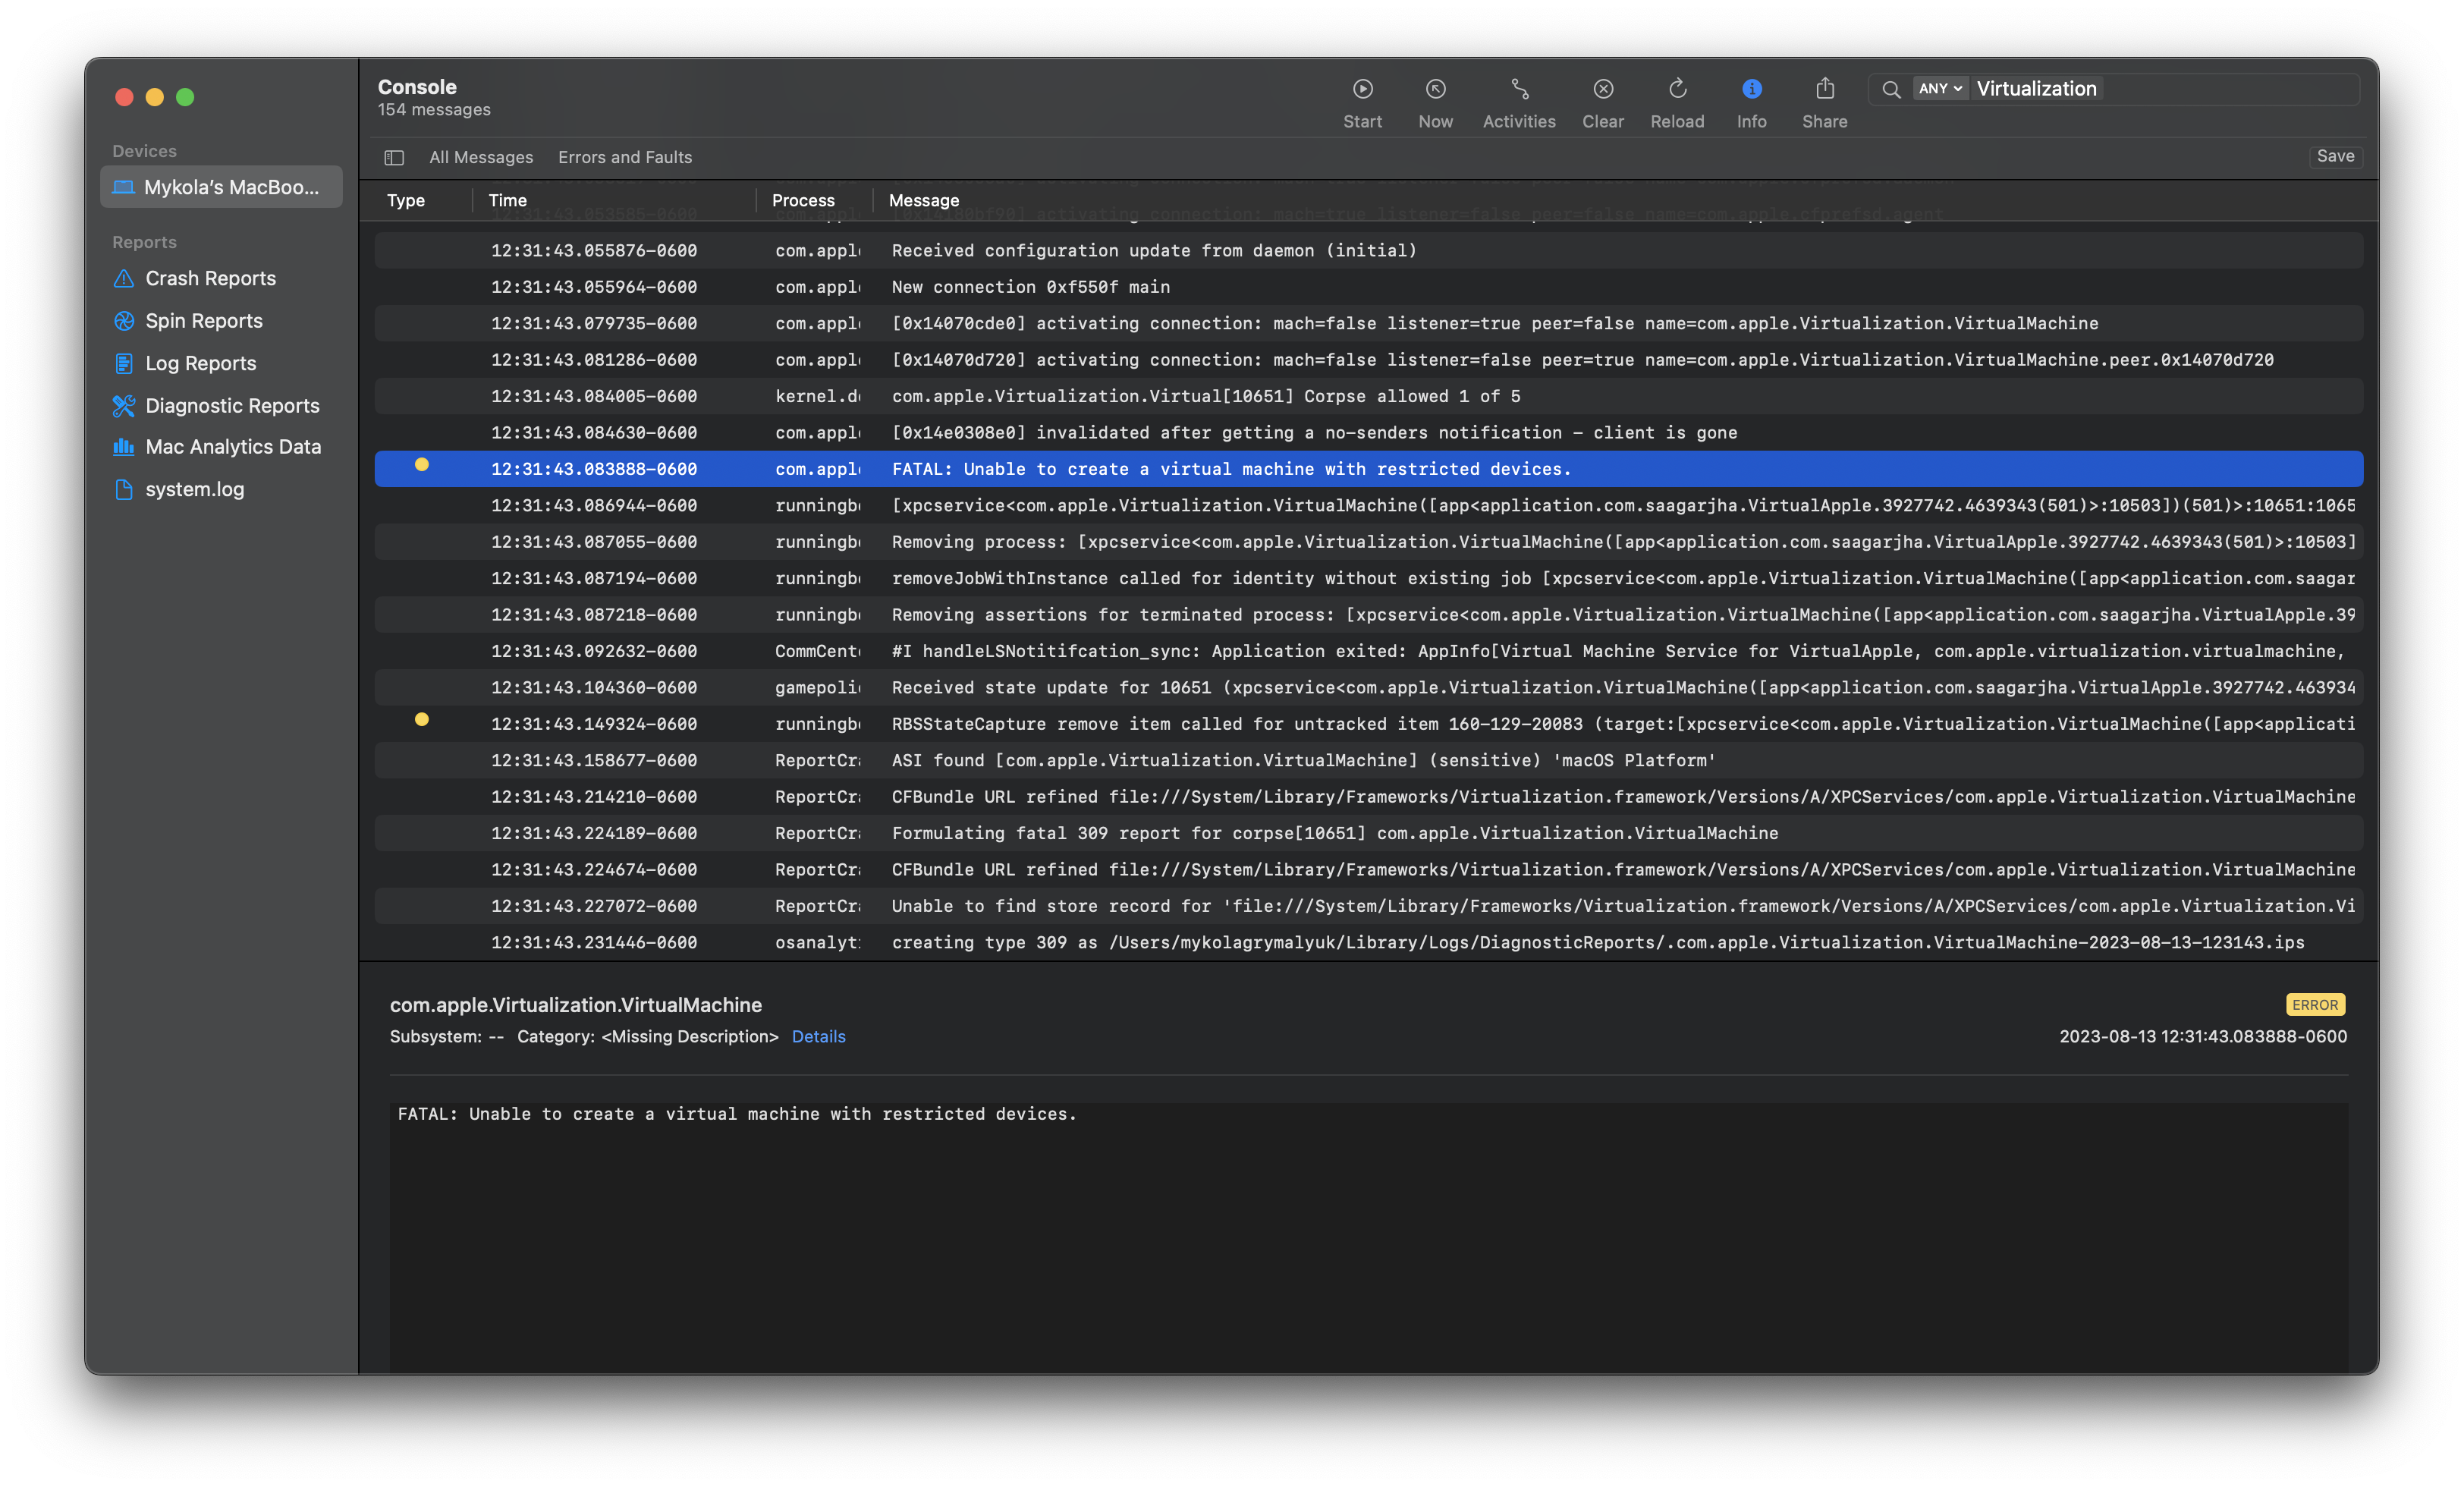 Console
154 messages
Start
Now
Activities
Clear
Reload
Info
Share
ANY Virtualization
Devices
Mykola’s MacBoo...
Reports
Crash Reports
Spin Reports
Log Reports
Diagnostic Reports
Mac Analytics Data
system.log
All Messages Errors and Faults Save
Type Time Process Message
12:31:43.055876-0600 com.appl Received configuration update from daemon (initial)
12:31:43.055964-0600 com.appl New connection 0xf550f main
12:31:43.079735-0600 com.appl [0x14070cde0] activating connection: mach=false listener=true peer=false name=com.apple.Virtualization.VirtualMachine
12:31:43.081286-0600 com.appl [0x14070d720] activating connection: mach=false listener=false peer=true name=com.apple.Virtualization.VirtualMachine.peer.0x14070d720
12:31:43.084005-0600 kernel.d com.apple.Virtualization.Virtual[10651] Corpse allowed 1 of 5
12:31:43.084630-0600 com.appl [0x14e0308e0] invalidated after getting a no-senders notification - client is gone
12:31:43.083888-0600 com.appl FATAL: Unable to create a virtual machine with restricted devices.
12:31:43.086944-0600 runningb [xpcservice<com.apple.Virtualization.VirtualMachine([app<application.com.saagarjha.VirtualApple.3927742.4639343(501)>:10503])(501)>:10651:1065
12:31:43.087055-0600 runningb Removing process: [xpcservice<com.apple.Virtualization.VirtualMachine([app<application.com.saagarjha.VirtualApple.3927742.4639343(501)>:10503]
12:31:43.087194-0600 runningb removeJobWithInstance called for identity without existing job [xpcservice<com.apple.Virtualization.VirtualMachine([app<application.com.saagar
12:31:43.087218-0600 runningb Removing assertions for terminated process: [xpcservice<com.apple.Virtualization.VirtualMachine([app<application.com.saagarjha.VirtualApple.39
12:31:43.092632-0600 CommCent #I handleLSNotitifcation_sync: Application exited: AppInfo[Virtual Machine Service for VirtualApple, com.apple.virtualization.virtualmachine,
12:31:43.104360-0600 gamepoli Received state update for 10651 (xpcservice<com.apple.Virtualization.VirtualMachine([app<application.com.saagarjha.VirtualApple.3927742.463934
12:31:43.149324-0600 runningb RBSStateCapture remove item called for untracked item 160-129-20083 (target:[xpcservice<com.apple.Virtualization.VirtualMachine([app<applicati
12:31:43.158677-0600 ReportCr ASI found [com.apple.Virtualization.VirtualMachine] (sensitive) 'macOS Platform'
12:31:43.214210-0600 ReportCr CFBundle URL refined file:///System/Library/Frameworks/Virtualization.framework/Versions/A/XPCServices/com.apple.Virtualization.VirtualMachine
12:31:43.224189-0600 ReportCr Formulating fatal 309 report for corpse[10651] com.apple.Virtualization.VirtualMachine
12:31:43.224674-0600 ReportCr CFBundle URL refined file:///System/Library/Frameworks/Virtualization.framework/Versions/A/XPCServices/com.apple.Virtualization.VirtualMachine
12:31:43.227072-0600 ReportCr Unable to find store record for 'file:///System/Library/Frameworks/Virtualization.framework/Versions/A/XPCServices/com.apple.Virtualization.Vi
12:31:43.231446-0600 osanalyt creating type 309 as /Users/mykolagrymalyuk/Library/Logs/DiagnosticReports/.com.apple.Virtualization.VirtualMachine-2023-08-13-123143.ips
com.apple.Virtualization.VirtualMachine ERROR
Subsystem: -- Category: <Missing Description> Details 2023-08-13 12:31:43.083888-0600
FATAL: Unable to create a virtual machine with restricted devices.